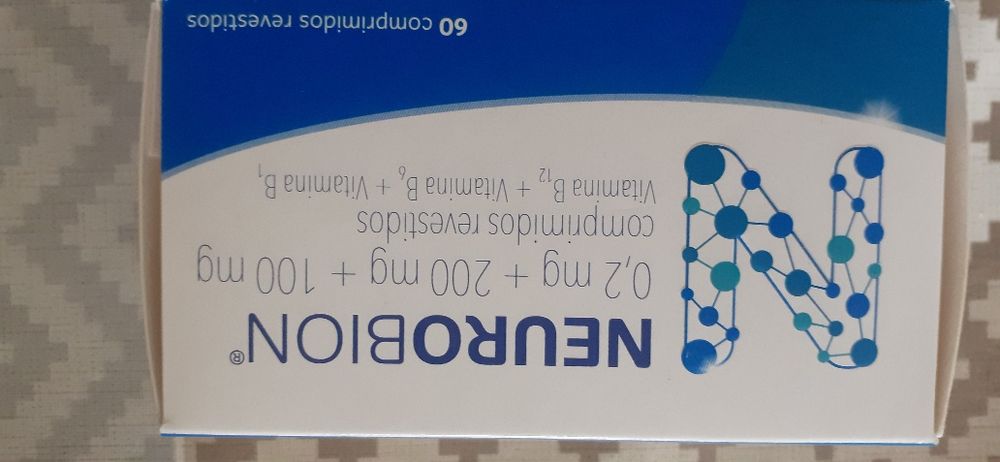 NEUROBION®
0,2 mg + 200 mg + 100 mg
comprimidos revestidos
Vitamina B₁₂ + Vitamina B₆ + Vitamina B₁
60 comprimidos revestidos